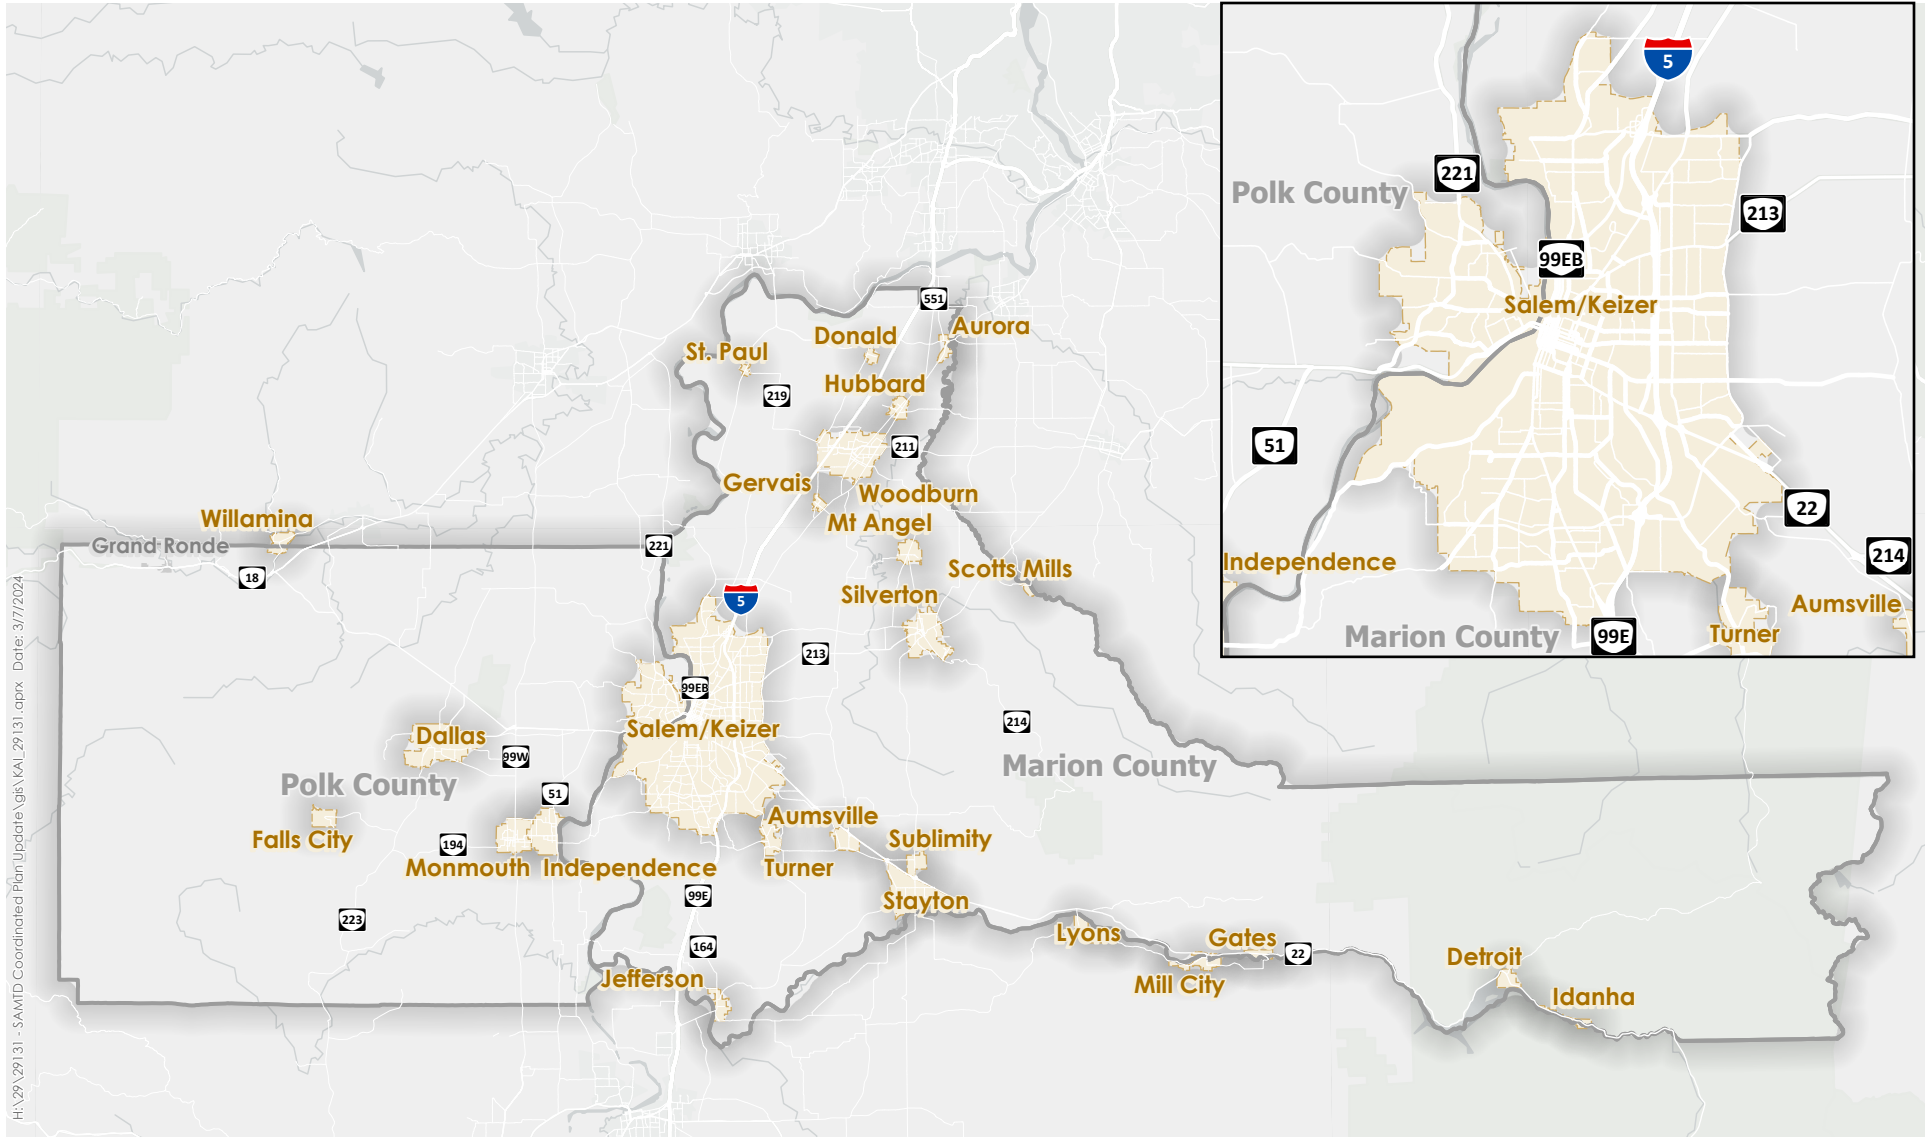 551
Donald
Aurora
St. Paul
Hubbard
219
211
Gervais
Woodburn
Mt Angel
Willamina
Grand Ronde
18
221
Scotts Mills
Silverton
5
213
99EB
Salem/Keizer
214
Marion County
Dallas
99W
Polk County
51
Falls City
194
Monmouth
Independence
Aumsville
Turner
Sublimity
Stayton
99E
223
164
Jefferson
Lyons
Gates
22
Mill City
Detroit
Idanha
H:\29\29131 - SAMTD Coordinated Plan Update\gis\KAI_29131.aprx Date: 3/7/2024
5
221
Polk County
213
99EB
Salem/Keizer
51
22
214
Independence
Aumsville
Marion County
99E
Turner